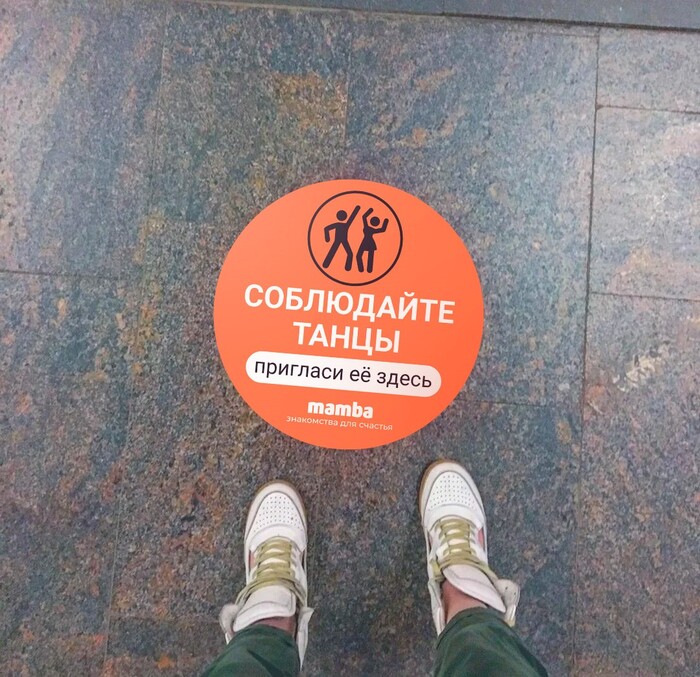 СОБЛЮДАЙТЕ
ТАНЦЫ
пригласи её здесь
mamba
знакомства для счастья